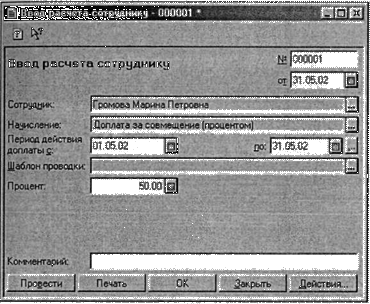 сотруднику - 000001 *
Ввод расчета сотруднику
№ 000001
от 31.05.02
Сотрудник: Громова Марина Петровна
Начисление: Доплата за совмещение (процентом)
Период действия
доплаты с: 01.05.02 по: 31.05.02
Шаблон проводки:
Процент: 50.00
Комментарий:
Провести Печать OK Закрыть Действия...